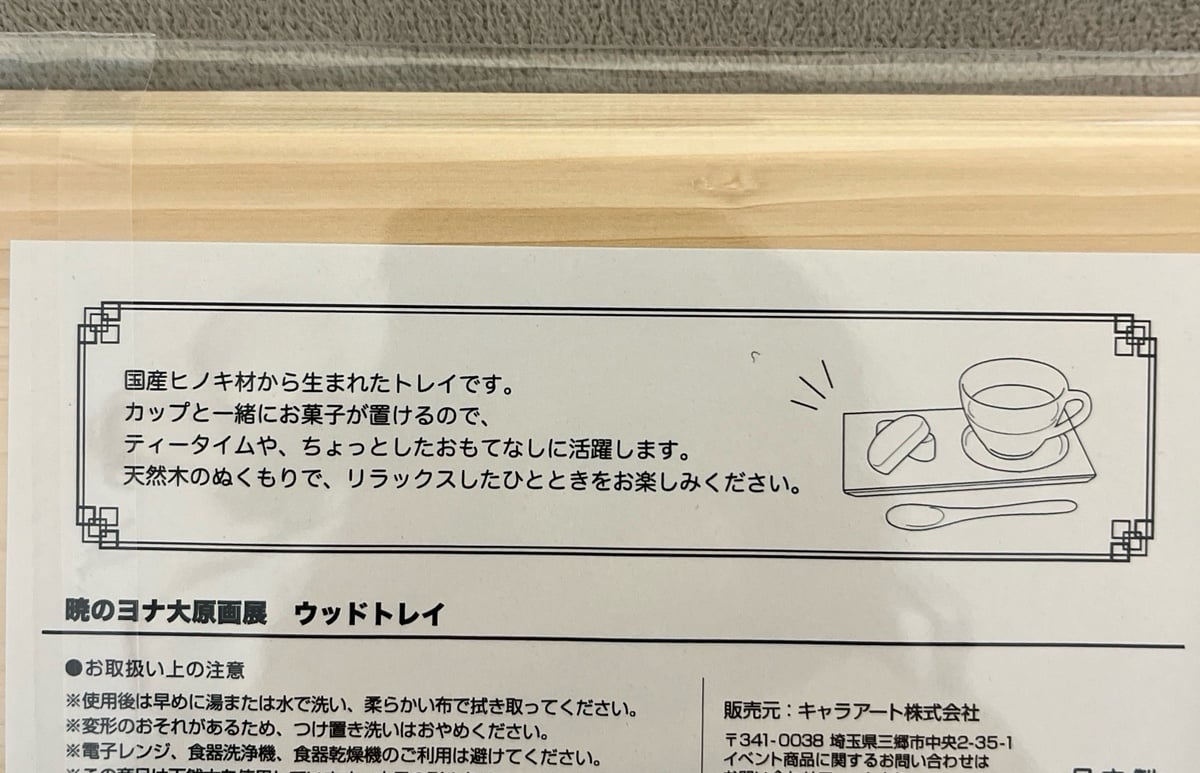 国産ヒノキ材から生まれたトレイです。
カップと一緒にお菓子が置けるので、
ティータイムや、ちょっとしたおもてなしに活躍します。
天然木のぬくもりで、リラックスしたひとときをお楽しみください。
暁のヨナ大原画展　ウッドトレイ
●お取扱い上の注意
※使用後は早めに湯または水で洗い、柔らかい布で拭き取ってください。
※変形のおそれがあるため、つけ置き洗いはおやめください。
※電子レンジ、食器洗浄機、食器乾燥機のご利用は避けてください。
販売元：キャラアート株式会社
〒341-0038 埼玉県三郷市中央2-35-1
イベント商品に関するお問い合わせは